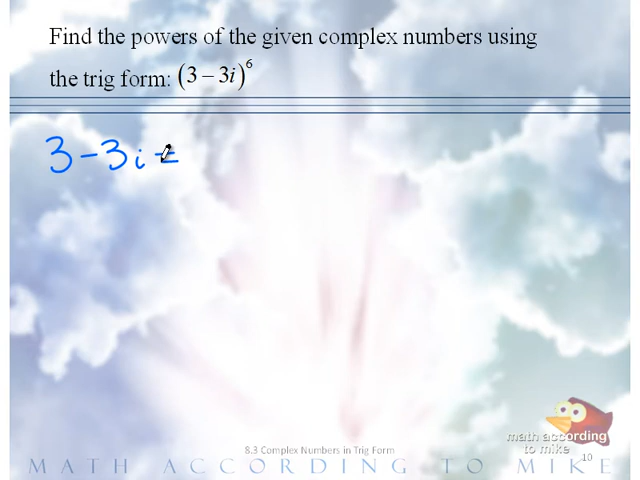 Find the powers of the given complex numbers using
the trig form: (3 − 3i)^6
3 - 3i =
math according
to mike
8.3 Complex Numbers in Trig Form
10
MATH ACCORDING TO MIKE